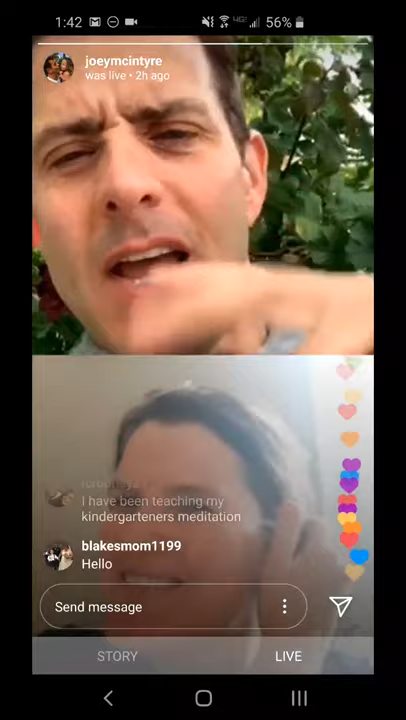 1:42
4G
56%
joeymcintyre
was live • 2h ago
I have been teaching my
kindergarteners meditation
blakesmom1199
Hello
Send message
STORY
LIVE